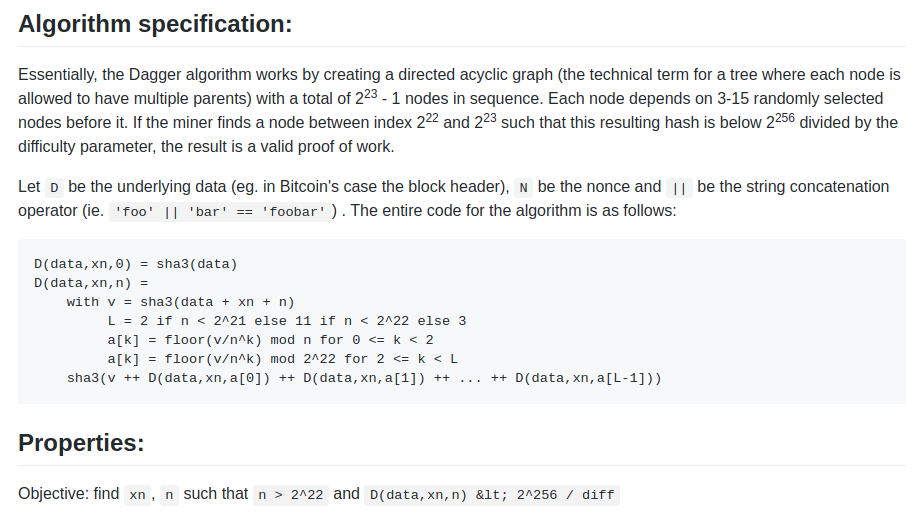 Algorithm specification:
Essentially, the Dagger algorithm works by creating a directed acyclic graph (the technical term for a tree where each node is
allowed to have multiple parents) with a total of 2^23 - 1 nodes in sequence. Each node depends on 3-15 randomly selected
nodes before it. If the miner finds a node between index 2^22 and 2^23 such that this resulting hash is below 2^256 divided by the
difficulty parameter, the result is a valid proof of work.
Let D be the underlying data (eg. in Bitcoin's case the block header), N be the nonce and || be the string concatenation
operator (ie. 'foo' || 'bar' == 'foobar' ) . The entire code for the algorithm is as follows:
D(data,xn,0) = sha3(data)
D(data,xn,n) =
    with v = sha3(data + xn + n)
         L = 2 if n < 2^21 else 11 if n < 2^22 else 3
         a[k] = floor(v/n^k) mod n for 0 <= k < 2
         a[k] = floor(v/n^k) mod 2^22 for 2 <= k < L
    sha3(v ++ D(data,xn,a[0]) ++ D(data,xn,a[1]) ++ ... ++ D(data,xn,a[L-1]))
Properties:
Objective: find xn , n such that n > 2^22 and D(data,xn,n) &lt; 2^256 / diff